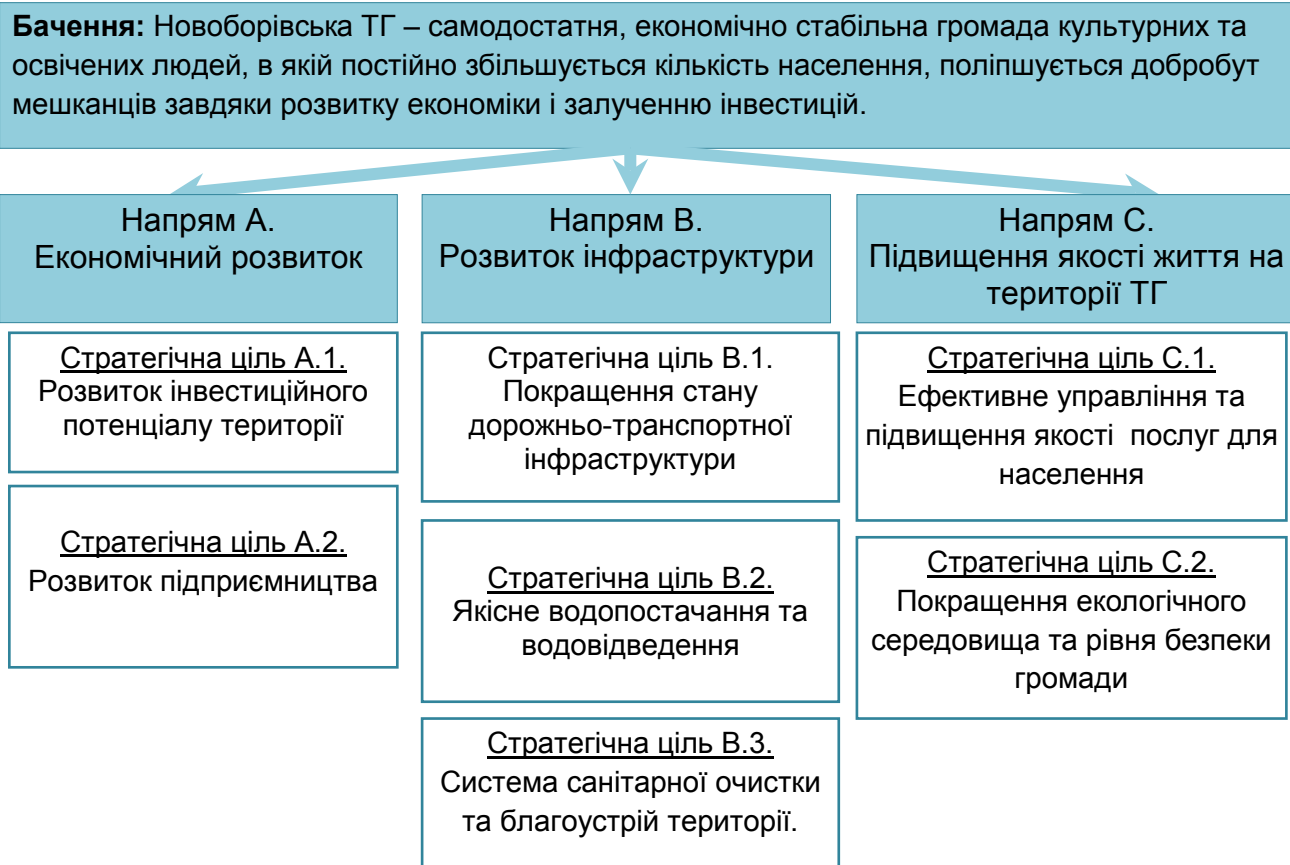 Бачення: Новоборівська ТГ – самодостатня, економічно стабільна громада культурних та
освічених людей, в якій постійно збільшується кількість населення, поліпшується добробут
мешканців завдяки розвитку економіки і залученню інвестицій.
Напрям А.
Економічний розвиток
Стратегічна ціль А.1.
Розвиток інвестиційного
потенціалу території
Стратегічна ціль А.2.
Розвиток підприємництва
Напрям В.
Розвиток інфраструктури
Стратегічна ціль В.1.
Покращення стану
дорожньо-транспортної
інфраструктури
Стратегічна ціль В.2.
Якісне водопостачання та
водовідведення
Стратегічна ціль В.3.
Система санітарної очистки
та благоустрій території.
Напрям С.
Підвищення якості життя на
території ТГ
Стратегічна ціль С.1.
Ефективне управління та
підвищення якості  послуг для
населення
Стратегічна ціль С.2.
Покращення екологічного
середовища та рівня безпеки
громади